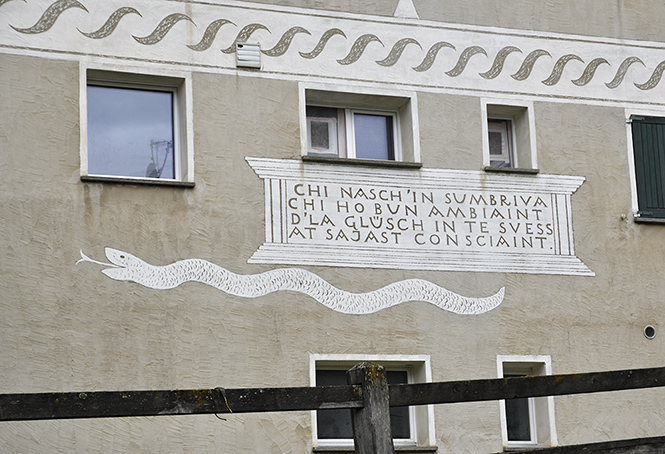 CHI NASCH'IN SUMBRIVA
CHI HO BUN AMBIAINT
D'LA GLÜSCH IN TE SVESS
AT SAJAST CONSCIAINT.